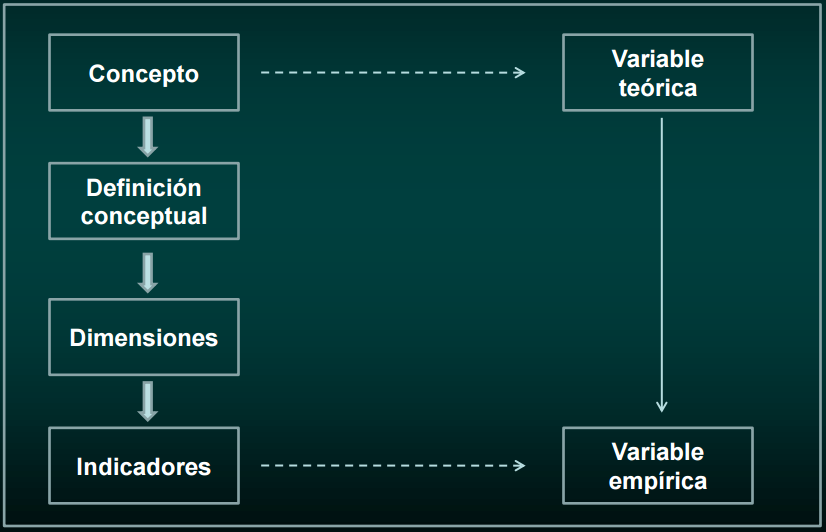 Concepto
Variable
teórica
Definición
conceptual
Dimensiones
Indicadores
Variable
empírica